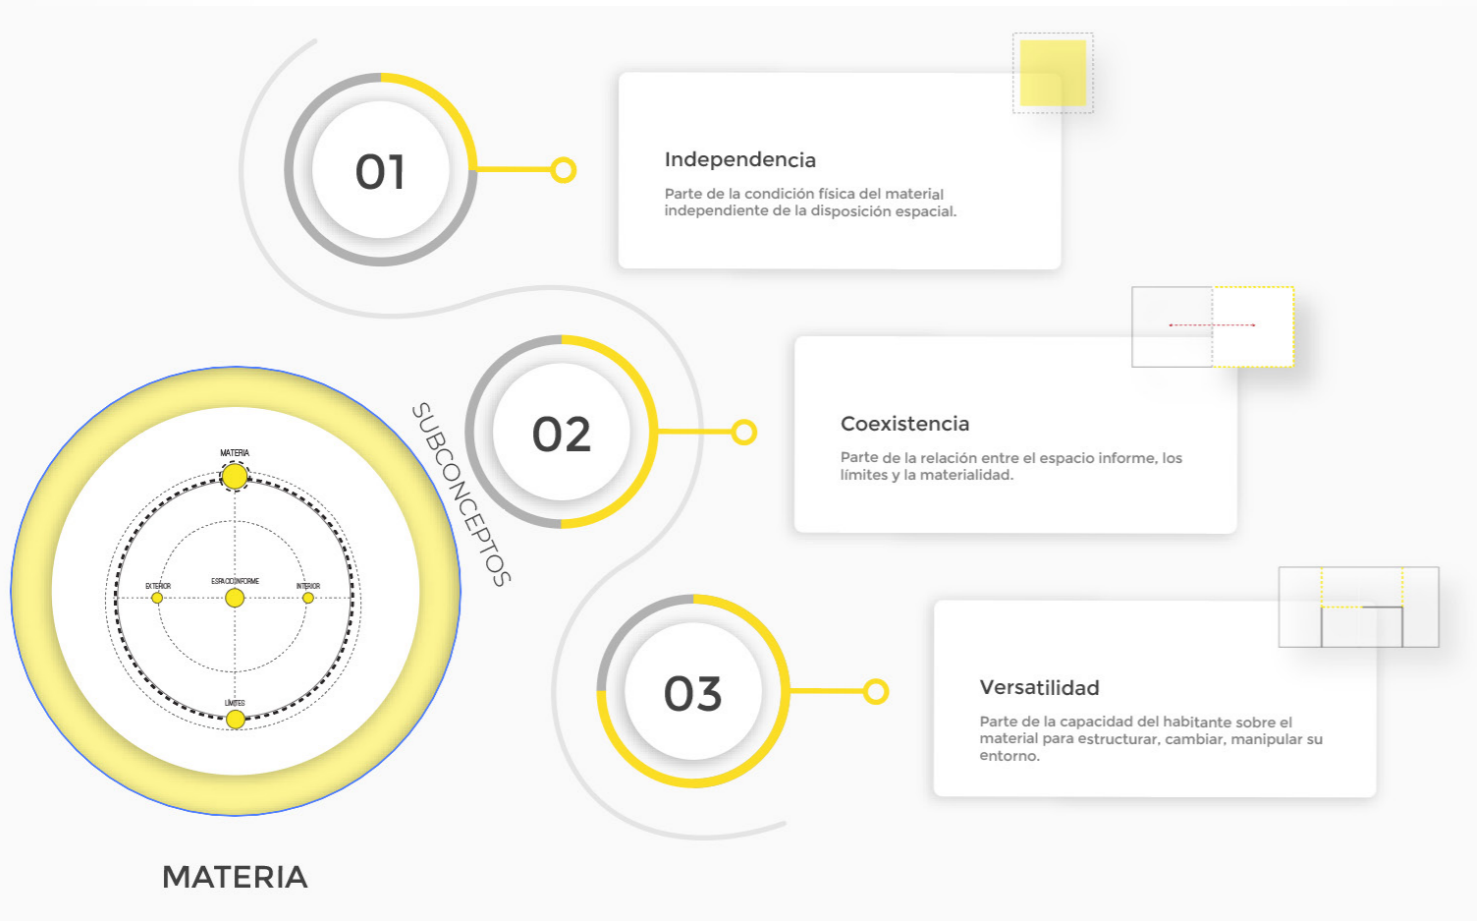 01
Independencia
Parte de la condición física del material
independiente de la disposición espacial.
02
Coexistencia
Parte de la relación entre el espacio informe, los
límites y la materialidad.
03
Versatilidad
Parte de la capacidad del habitante sobre el
material para estructurar, cambiar, manipular su
entorno.
SUBCONCEPTOS
MATERIA
EXTERIOR
ESPACIO INFORME
INTERIOR
LÍMITES
MATERIA